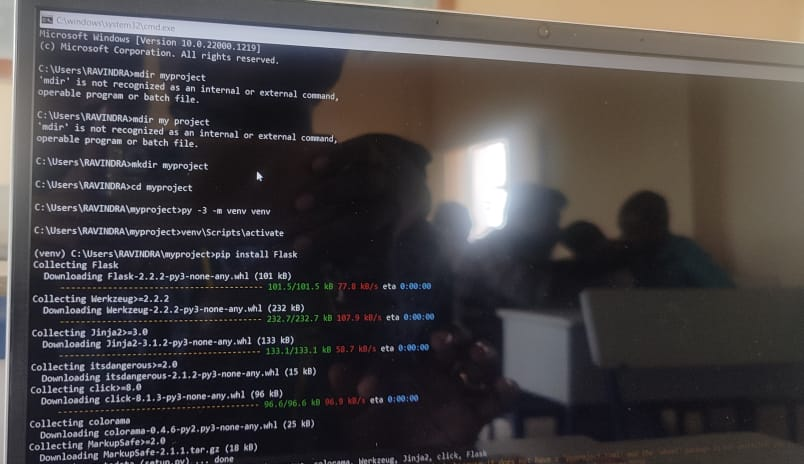 C:\windows\system32\cmd.exe
Microsoft Windows [Version 10.0.22000.1219]
(c) Microsoft Corporation. All rights reserved.
C:\Users\RAVINDRA>mdir myproject
'mdir' is not recognized as an internal or external command,
operable program or batch file.
C:\Users\RAVINDRA>mdir my project
'mdir' is not recognized as an internal or external command,
operable program or batch file.
C:\Users\RAVINDRA>mkdir myproject
C:\Users\RAVINDRA>cd myproject
C:\Users\RAVINDRA\myproject>py -3 -m venv venv
C:\Users\RAVINDRA\myproject>venv\Scripts\activate
(venv) C:\Users\RAVINDRA\myproject>pip install Flask
Collecting Flask
Downloading Flask-2.2.2-py3-none-any.whl (101 kB)
---------------------------------------- 101.5/101.5 kB 77.8 kB/s eta 0:00:00
Collecting Werkzeug>=2.2.2
Downloading Werkzeug-2.2.2-py3-none-any.whl (232 kB)
---------------------------------------- 232.7/232.7 kB 107.9 kB/s eta 0:00:00
Collecting Jinja2>=3.0
Downloading Jinja2-3.1.2-py3-none-any.whl (133 kB)
---------------------------------------- 133.1/133.1 kB 58.7 kB/s eta 0:00:00
Collecting itsdangerous>=2.0
Downloading itsdangerous-2.1.2-py3-none-any.whl (15 kB)
Collecting click>=8.0
Downloading click-8.1.3-py3-none-any.whl (96 kB)
---------------------------------------- 96.6/96.6 kB 96.9 kB/s eta 0:00:00
Collecting colorama
Downloading colorama-0.4.6-py2.py3-none-any.whl (25 kB)
Collecting MarkupSafe>=2.0
Downloading MarkupSafe-2.1.1.tar.gz (18 kB)
(setup.py) ... done
colorama, Werkzeug, Jinja2, click, Flask